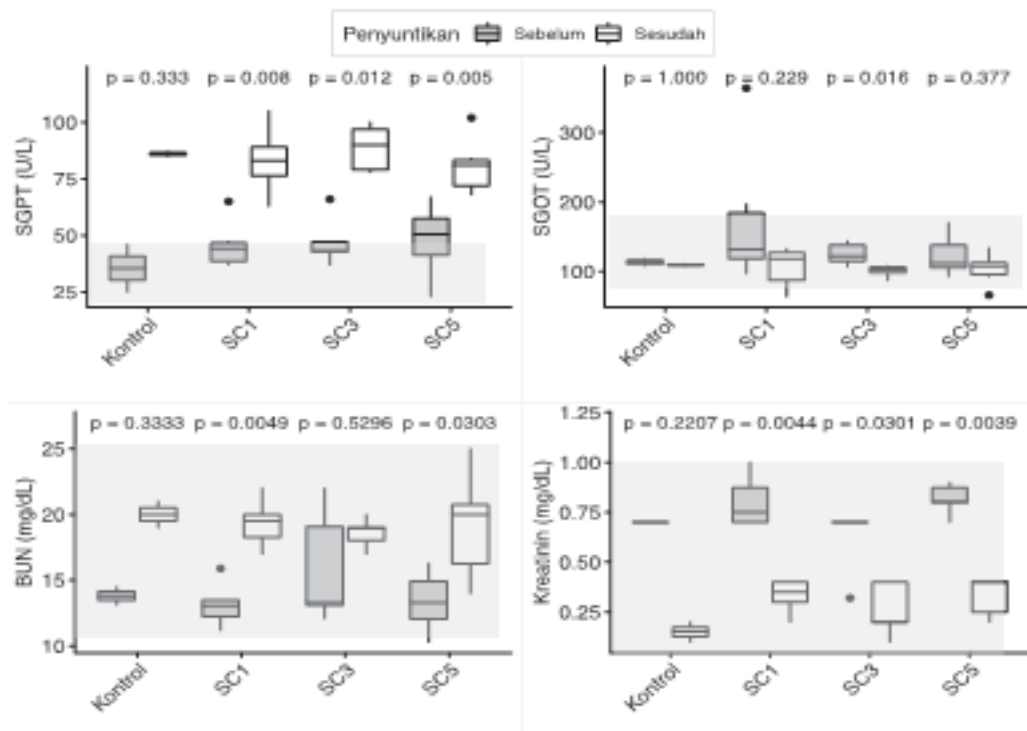 Penyuntikan Sebelum Sesudah
p = 0.333 p = 0.008 p = 0.012 p = 0.005
SGPT (U/L)
100
75
50
25
Kontrol SC1 SC3 SC5
p = 1.000 p = 0.229 p = 0.016 p = 0.377
SGOT (U/L)
300
200
100
Kontrol SC1 SC3 SC5
p = 0.3333 p = 0.0049 p = 0.5296 p = 0.0303
BUN (mg/dL)
25
20
15
10
Kontrol SC1 SC3 SC5
p = 0.2207 p = 0.0044 p = 0.0301 p = 0.0039
Kreatinin (mg/dL)
1.25
1.00
0.75
0.50
0.25
Kontrol SC1 SC3 SC5